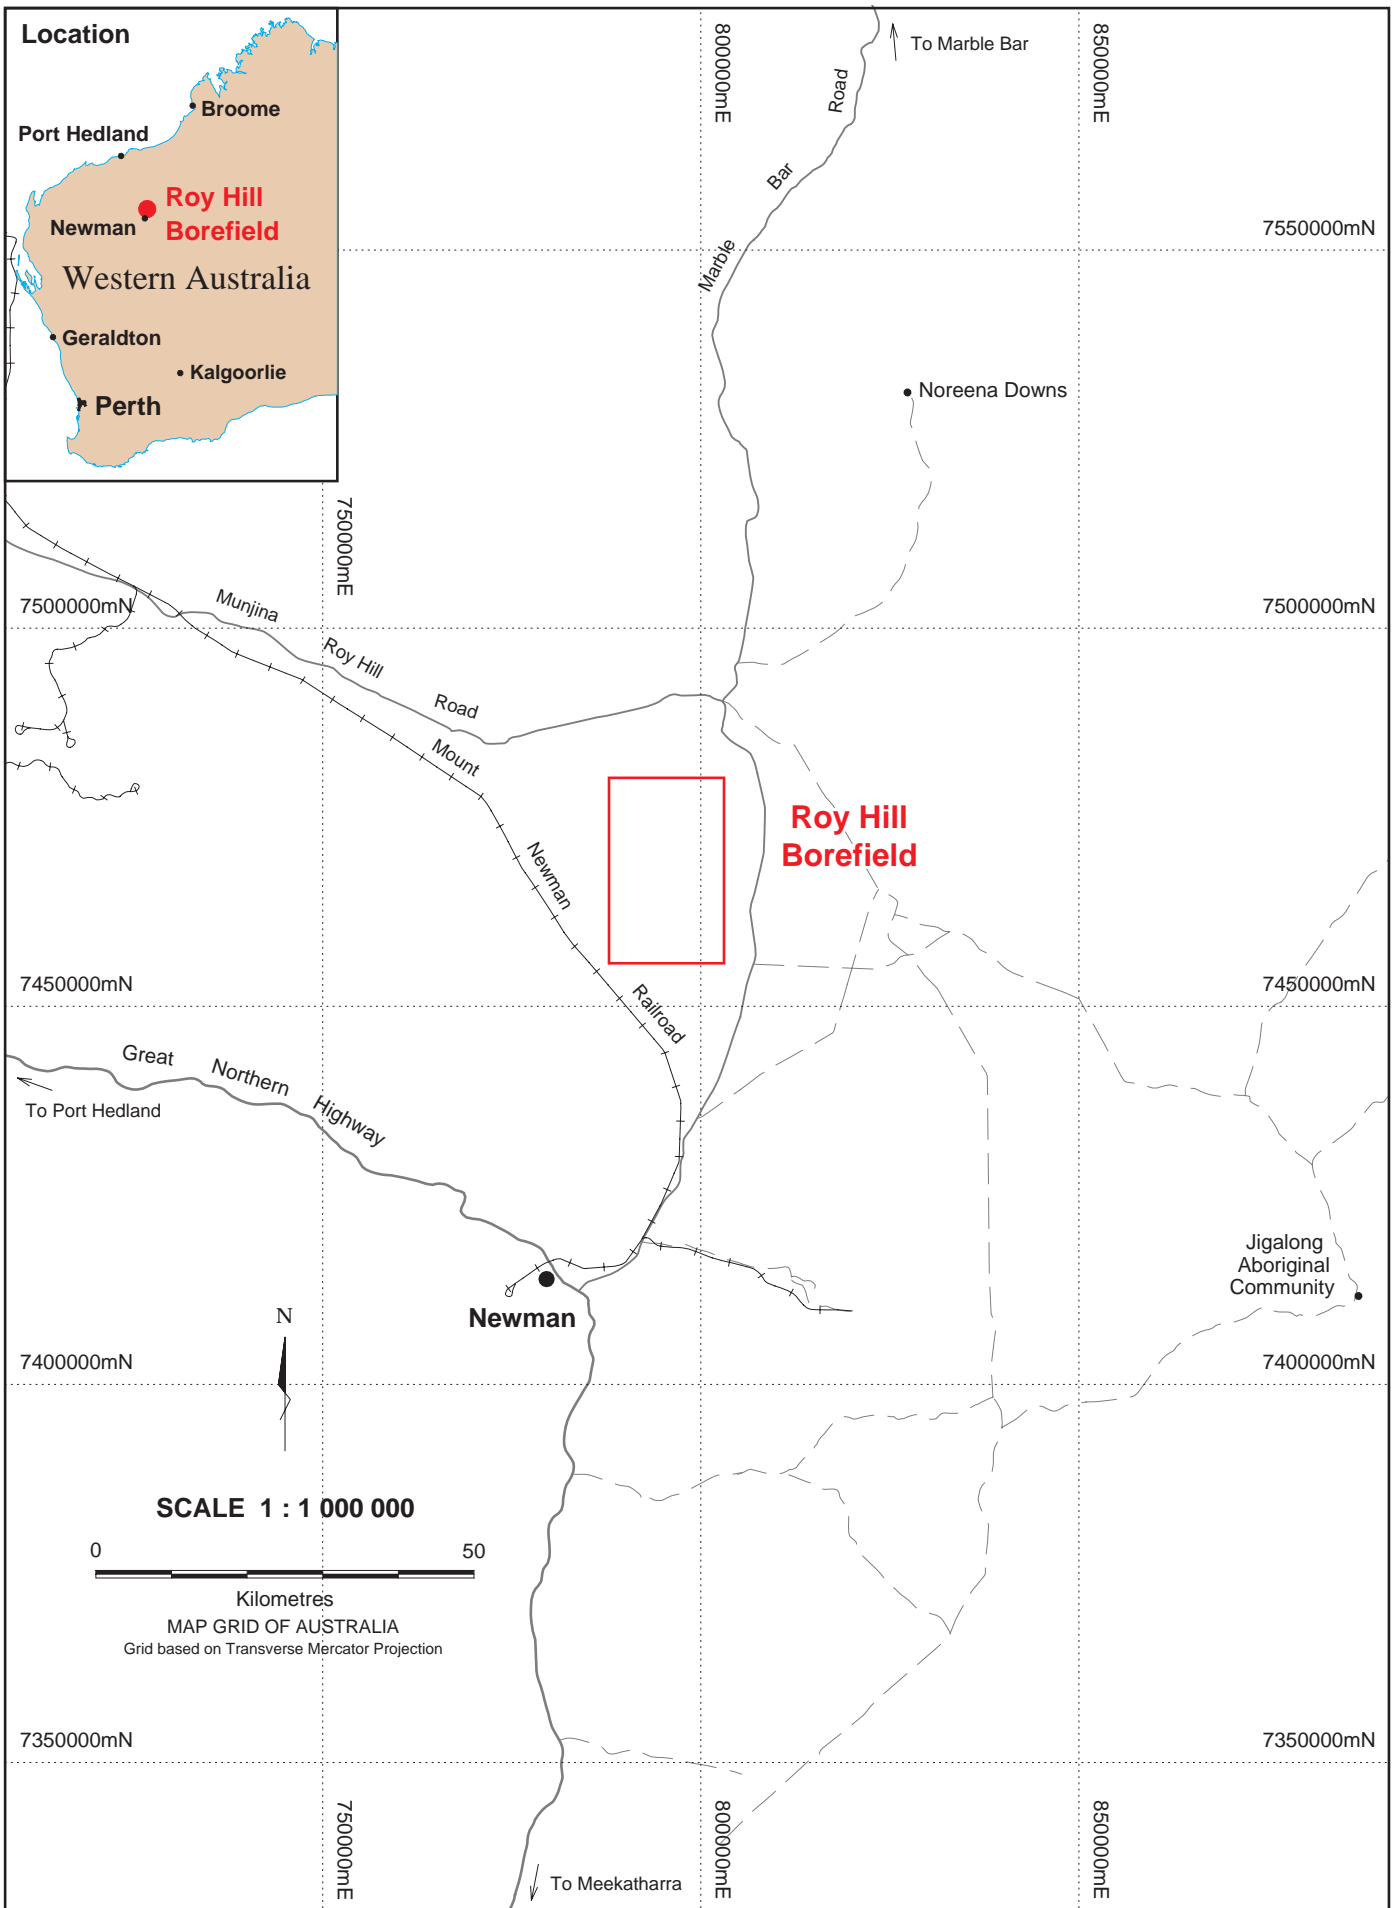 Location
Broome
Port Hedland
Roy Hill
Borefield
Newman
Western Australia
Geraldton
Kalgoorlie
Perth
800000mE
850000mE
To Marble Bar
Road
Bar
Marble
7550000mN
Noreena Downs
750000mE
7500000mN
7500000mN
Munjina
Roy Hill
Road
Mount
Newman
Railroad
Roy Hill
Borefield
7450000mN
7450000mN
Great Northern Highway
To Port Hedland
Jigalong
Aboriginal
Community
Newman
N
7400000mN
7400000mN
SCALE 1 : 1 000 000
0 50
Kilometres
MAP GRID OF AUSTRALIA
Grid based on Transverse Mercator Projection
7350000mN
7350000mN
750000mE
800000mE
850000mE
To Meekatharra